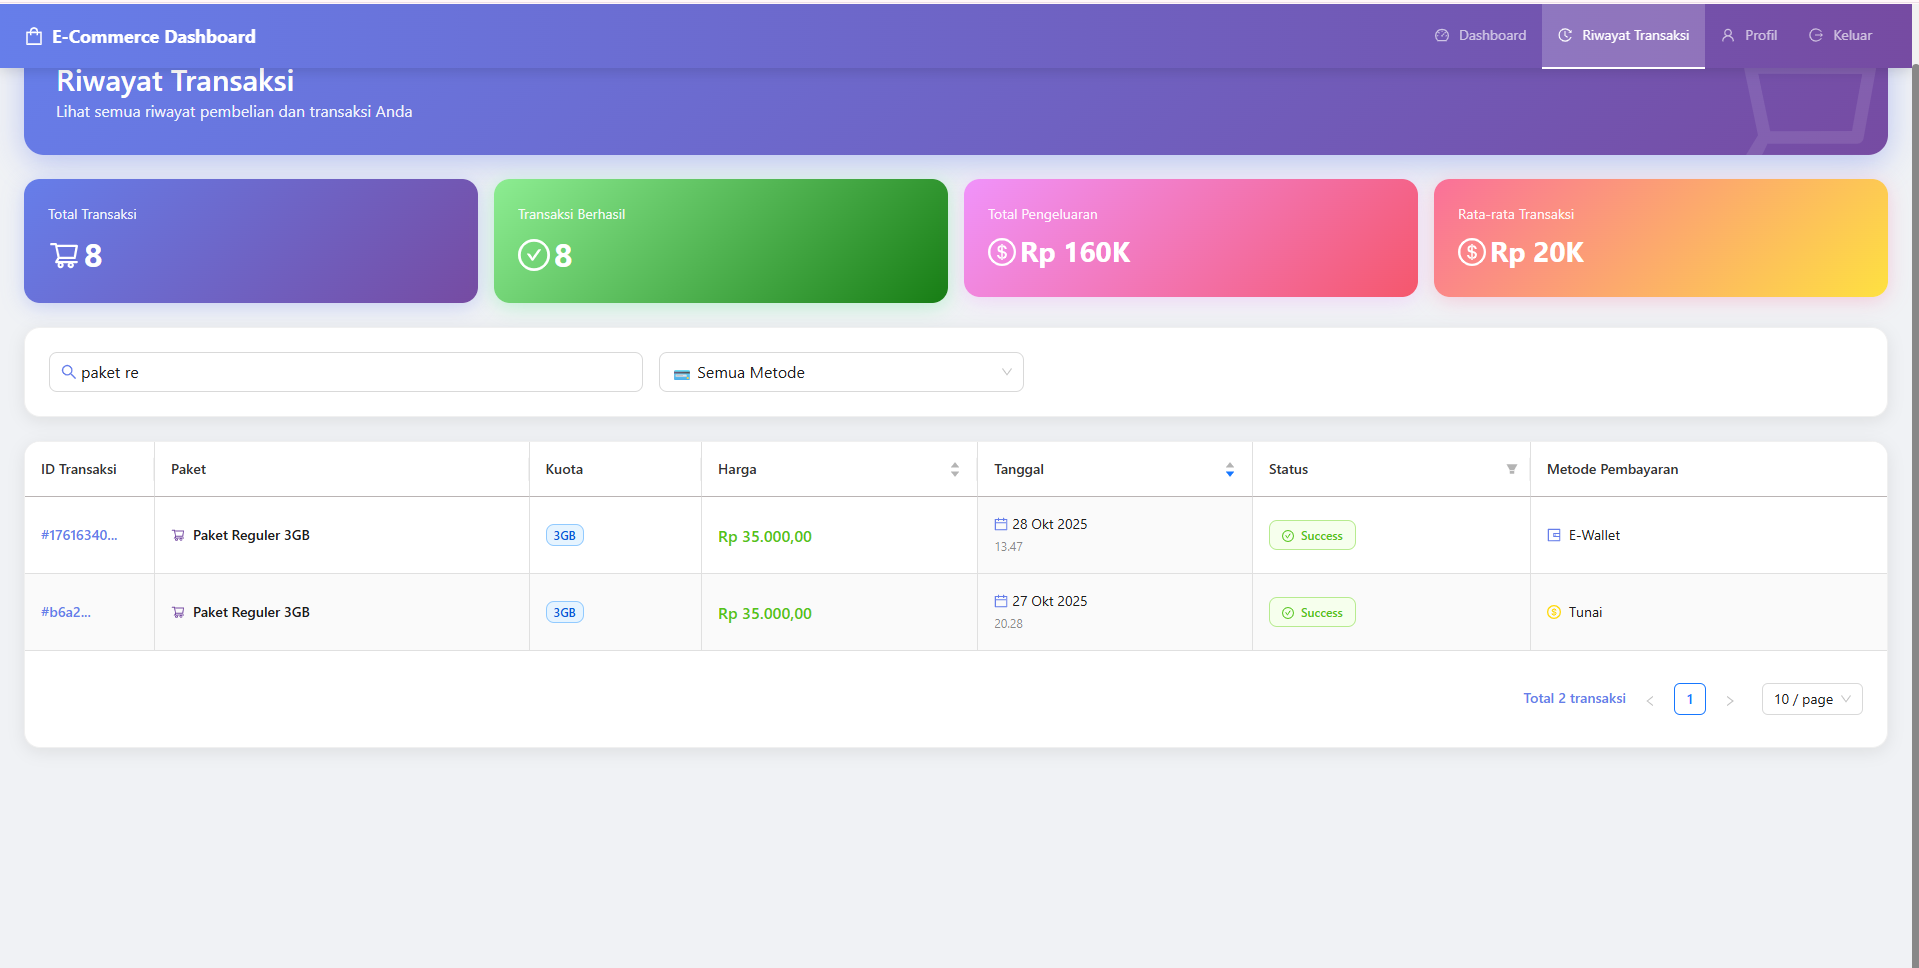 E-Commerce Dashboard
Dashboard
Riwayat Transaksi
Profil
Keluar
Riwayat Transaksi
Lihat semua riwayat pembelian dan transaksi Anda
Total Transaksi
8
Transaksi Berhasil
8
Total Pengeluaran
Rp 160K
Rata-rata Transaksi
Rp 20K
paket re
Semua Metode
ID Transaksi Paket Kuota Harga Tanggal Status Metode Pembayaran
#17616340... Paket Reguler 3GB 3GB Rp 35.000,00 28 Okt 2025 Success E-Wallet
13.47
#b6a2... Paket Reguler 3GB 3GB Rp 35.000,00 27 Okt 2025 Success Tunai
20.28
Total 2 transaksi < 1 > 10 / page